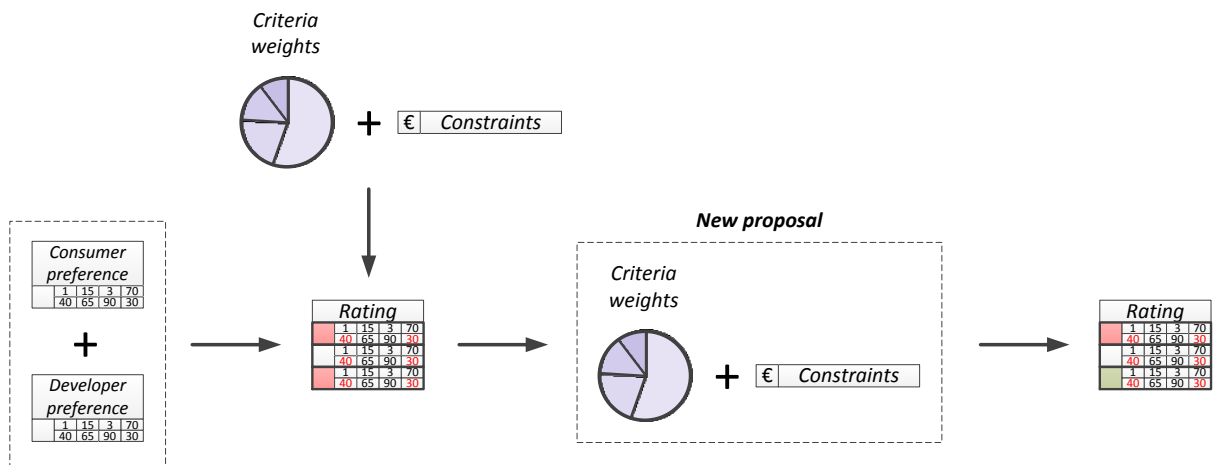 Criteria
weights
+
€ Constraints
Consumer
preference
1 15 3 70
40 65 90 30
+
Developer
preference
1 15 3 70
40 65 90 30
Rating
1 15 3 70
40 65 90 30
1 15 3 70
40 65 90 30
1 15 3 70
40 65 90 30
New proposal
Criteria
weights
+
€ Constraints
Rating
1 15 3 70
40 65 90 30
1 15 3 70
40 65 90 30
1 15 3 70
40 65 90 30